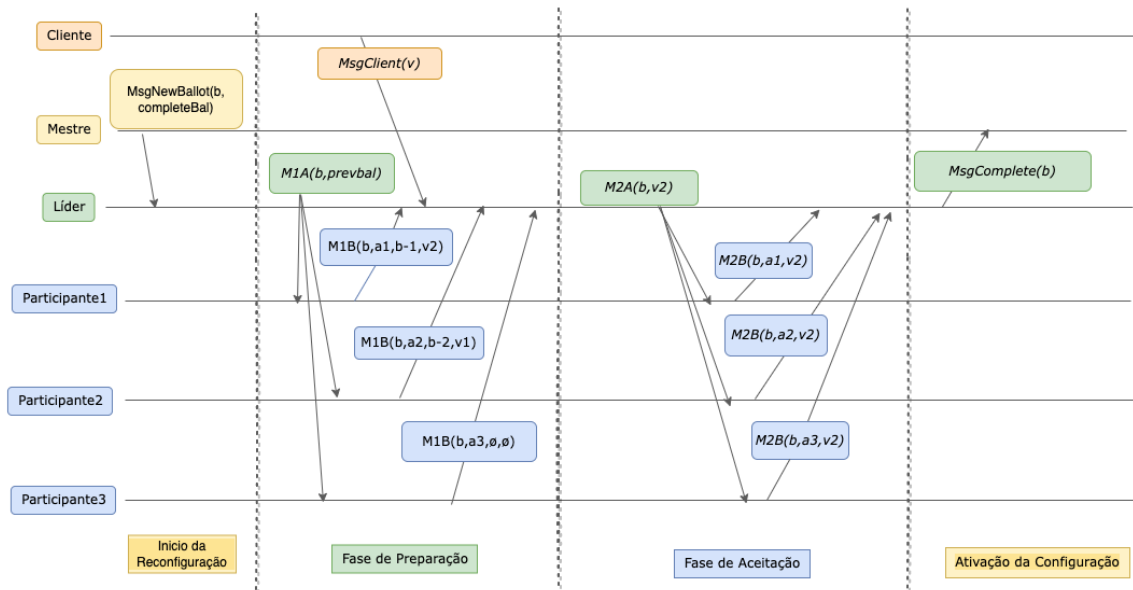 Cliente
MsgClient(v)
MsgNewBallot(b,
completeBal)
Mestre
M1A(b,prevbal)
M2A(b,v2)
MsgComplete(b)
Líder
M1B(b,a1,b-1,v2)
M2B(b,a1,v2)
Participante1
M1B(b,a2,b-2,v1)
M2B(b,a2,v2)
Participante2
M1B(b,a3,ø,ø)
M2B(b,a3,v2)
Participante3
Inicio da
Reconfiguração
Fase de Preparação
Fase de Aceitação
Ativação da Configuração